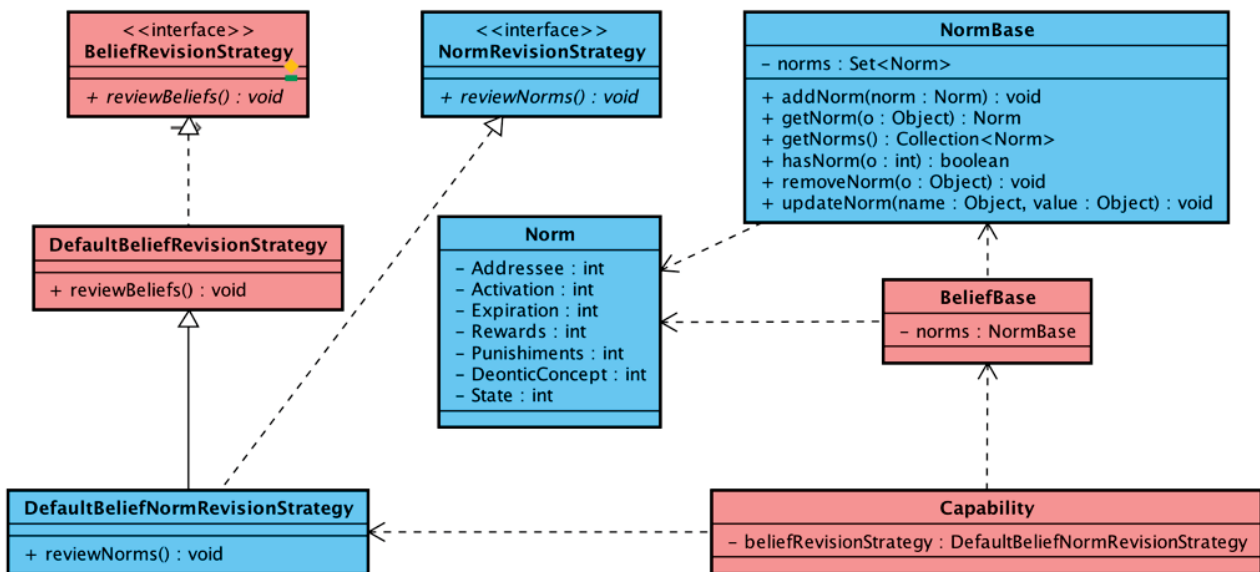 <<interface>>
BeliefRevisionStrategy
+ reviewBeliefs() : void
<<interface>>
NormRevisionStrategy
+ reviewNorms() : void
NormBase
– norms : Set<Norm>
+ addNorm(norm : Norm) : void
+ getNorm(o : Object) : Norm
+ getNorms() : Collection<Norm>
+ hasNorm(o : int) : boolean
+ removeNorm(o : Object) : void
+ updateNorm(name : Object, value : Object) : void
DefaultBeliefRevisionStrategy
+ reviewBeliefs() : void
Norm
– Addressee : int
– Activation : int
– Expiration : int
– Rewards : int
– Punishiments : int
– DeonticConcept : int
– State : int
BeliefBase
– norms : NormBase
DefaultBeliefNormRevisionStrategy
+ reviewNorms() : void
Capability
– beliefRevisionStrategy : DefaultBeliefNormRevisionStrategy